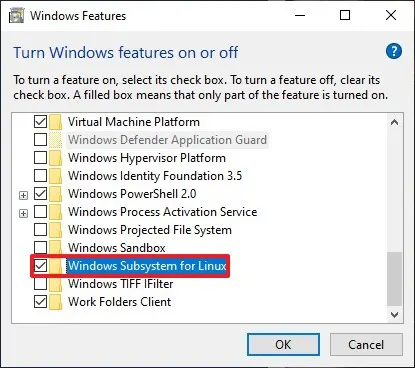 Windows Features
Turn Windows features on or off
?
To turn a feature on, select its check box. To turn a feature off, clear its
check box. A filled box means that only part of the feature is turned on.
Virtual Machine Platform
Windows Defender Application Guard
Windows Hypervisor Platform
Windows Identity Foundation 3.5
Windows PowerShell 2.0
Windows Process Activation Service
Windows Projected File System
Windows Sandbox
Windows Subsystem for Linux
Windows TIFF IFilter
Work Folders Client
OK
Cancel